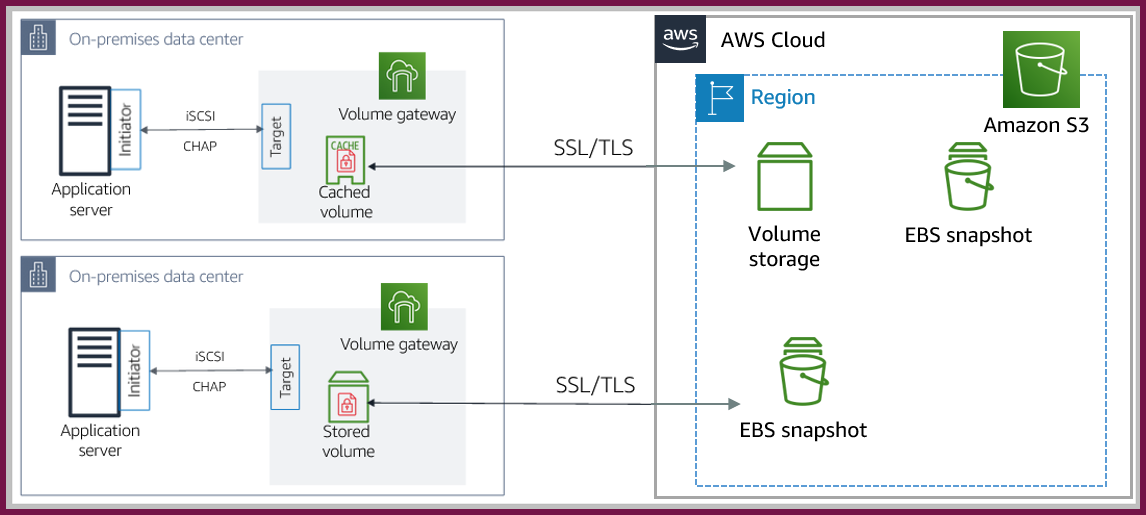 On-premises data center
Initiator
iSCSI
CHAP
Target
Volume gateway
CACHE
Cached
volume
Application
server
SSL/TLS
On-premises data center
Initiator
iSCSI
CHAP
Target
Volume gateway
Stored
volume
Application
server
SSL/TLS
aws
AWS Cloud
Region
Amazon S3
Volume
storage
EBS snapshot
EBS snapshot